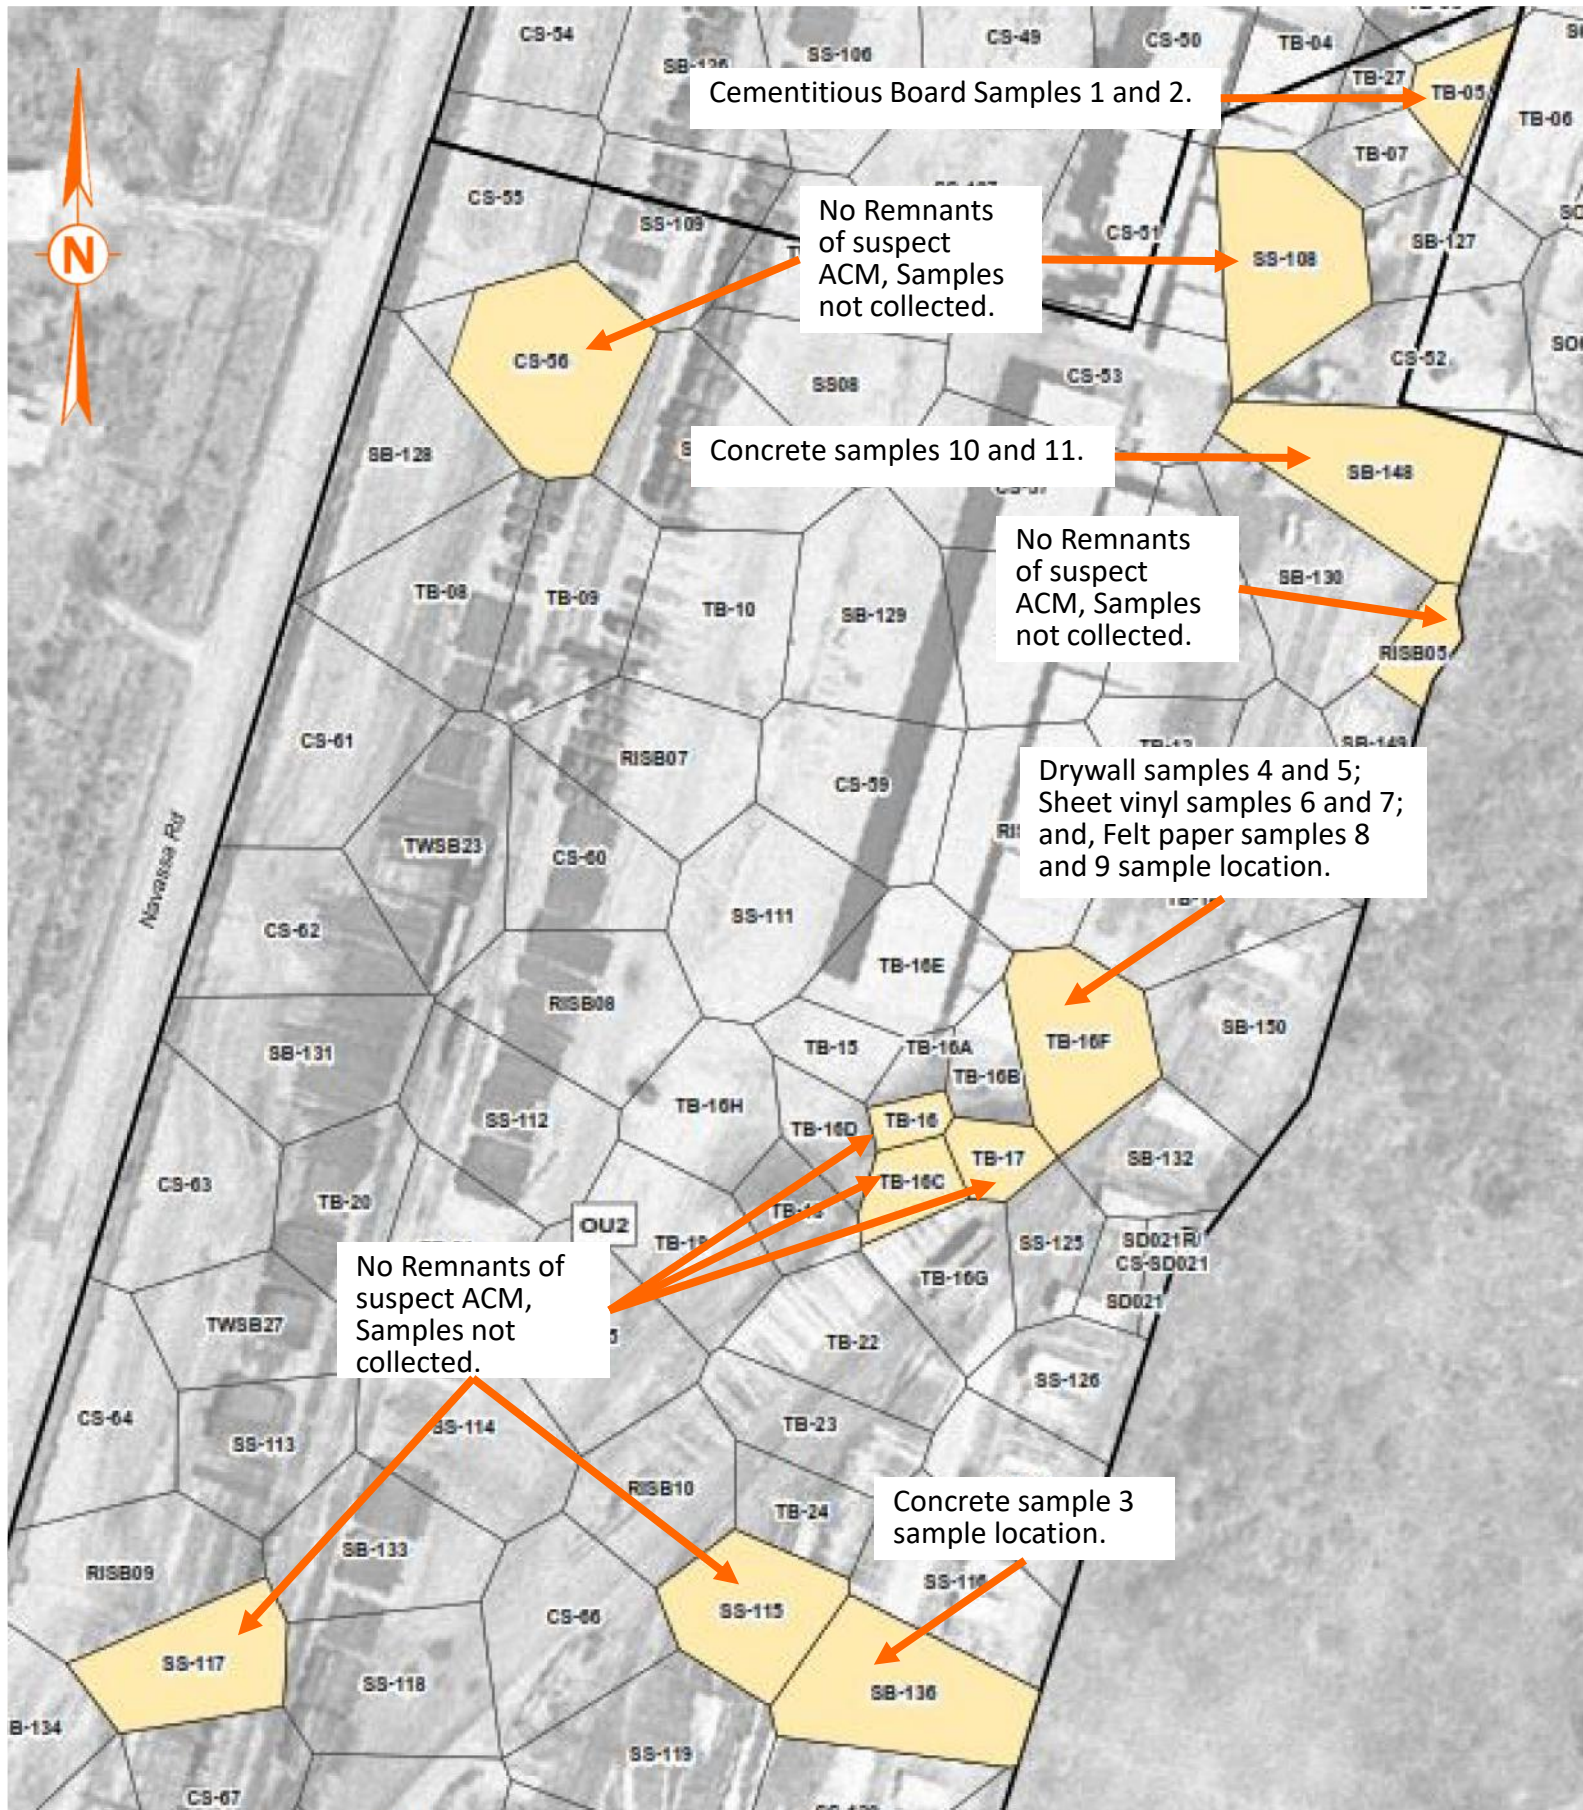 CS-54
SB-126
SS-106
CS-49
CS-50
TB-04
TB-27
TB-05
TB-06
Cementitious Board Samples 1 and 2.
TB-07
CS-55
SS-109
No Remnants
of suspect
ACM, Samples
not collected.
CS-51
SB-127
SS-108
N
CS-56
SS08
CS-53
CS-52
SB-128
Concrete samples 10 and 11.
SB-148
CS-57
No Remnants
of suspect
ACM, Samples
not collected.
SB-130
TB-08
TB-09
TB-10
SB-129
RISB05
CS-61
RISB07
CS-59
SB-149
Drywall samples 4 and 5;
Sheet vinyl samples 6 and 7;
and, Felt paper samples 8
and 9 sample location.
Navassa Rd
TWSB23
CS-60
SS-111
CS-62
TB-16E
RISB08
SB-131
TB-15
TB-16A
TB-16F
SB-150
TB-16B
SS-112
TB-16H
TB-16D
TB-16
TB-17
SB-132
CS-63
TB-20
TB-16C
OU2
SS-125
SD021R
CS-SD021
SD021
TB-16G
No Remnants of
suspect ACM,
Samples not
collected.
TWSB27
TB-22
SS-126
CS-64
SS-113
SS-114
TB-23
RISB10
TB-24
Concrete sample 3
sample location.
RISB09
SB-133
CS-66
SS-115
SS-116
SS-117
SS-118
SB-136
B-134
SS-119
CS-67